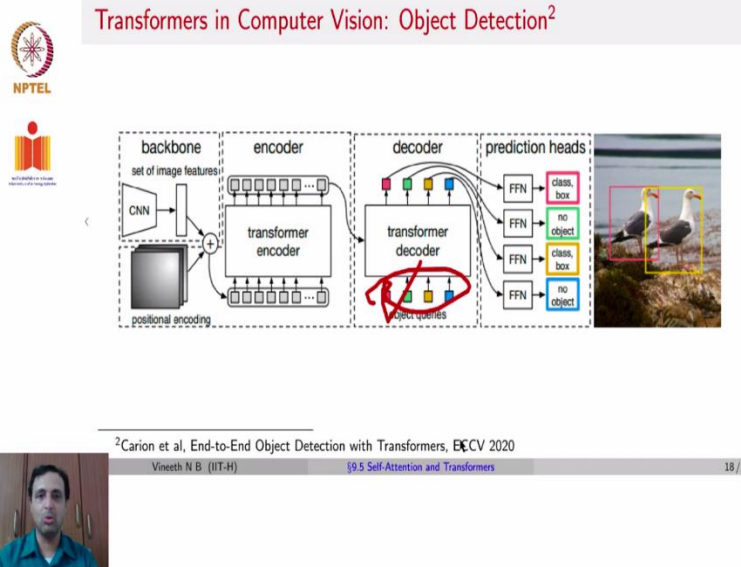 Transformers in Computer Vision: Object Detection²
NPTEL
backbone
set of image features
CNN
+
positional encoding
encoder
...
transformer
encoder
...
decoder
transformer
decoder
object queries
prediction heads
FFN
class,
box
FFN
no
object
FFN
class,
box
FFN
no
object
²Carion et al, End-to-End Object Detection with Transformers, ECCV 2020
Vineeth N B (IIT-H)
§9.5 Self-Attention and Transformers
18 /